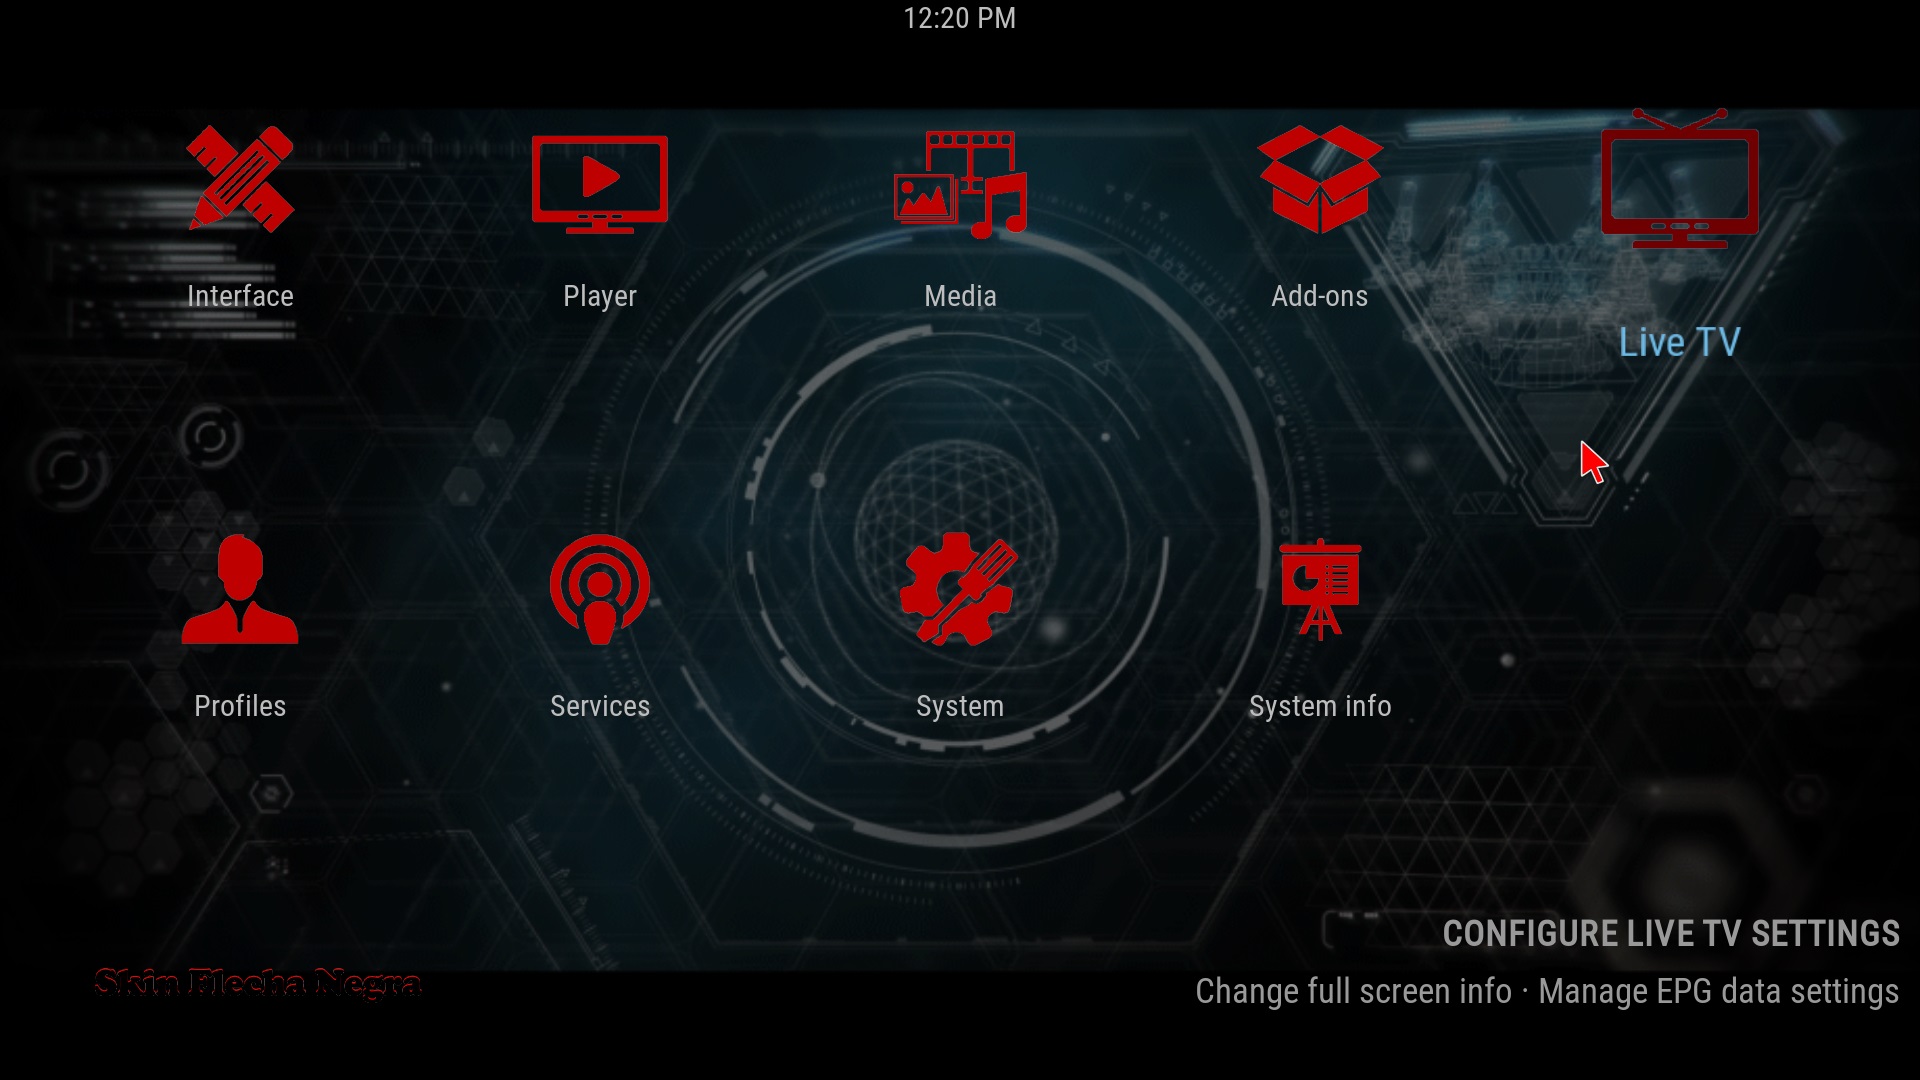 12:20 PM
Interface
Player
Media
Add-ons
Live TV
Profiles
Services
System
System info
CONFIGURE LIVE TV SETTINGS
Skin Flecha Negra
Change full screen info · Manage EPG data settings